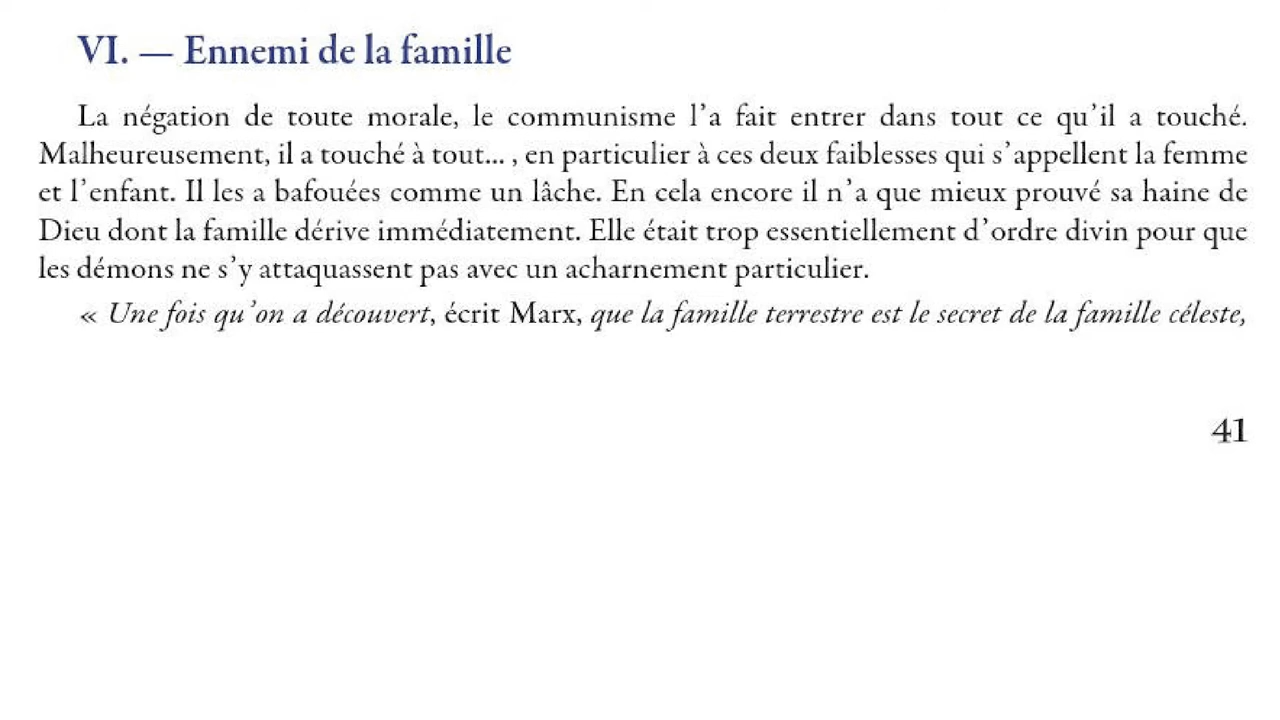 VI. — Ennemi de la famille
La négation de toute morale, le communisme l’a fait entrer dans tout ce qu’il a touché.
Malheureusement, il a touché à tout... , en particulier à ces deux faiblesses qui s’appellent la femme
et l’enfant. Il les a bafouées comme un lâche. En cela encore il n’a que mieux prouvé sa haine de
Dieu dont la famille dérive immédiatement. Elle était trop essentiellement d’ordre divin pour que
les démons ne s’y attaquassent pas avec un acharnement particulier.
« Une fois qu’on a découvert, écrit Marx, que la famille terrestre est le secret de la famille céleste,
41